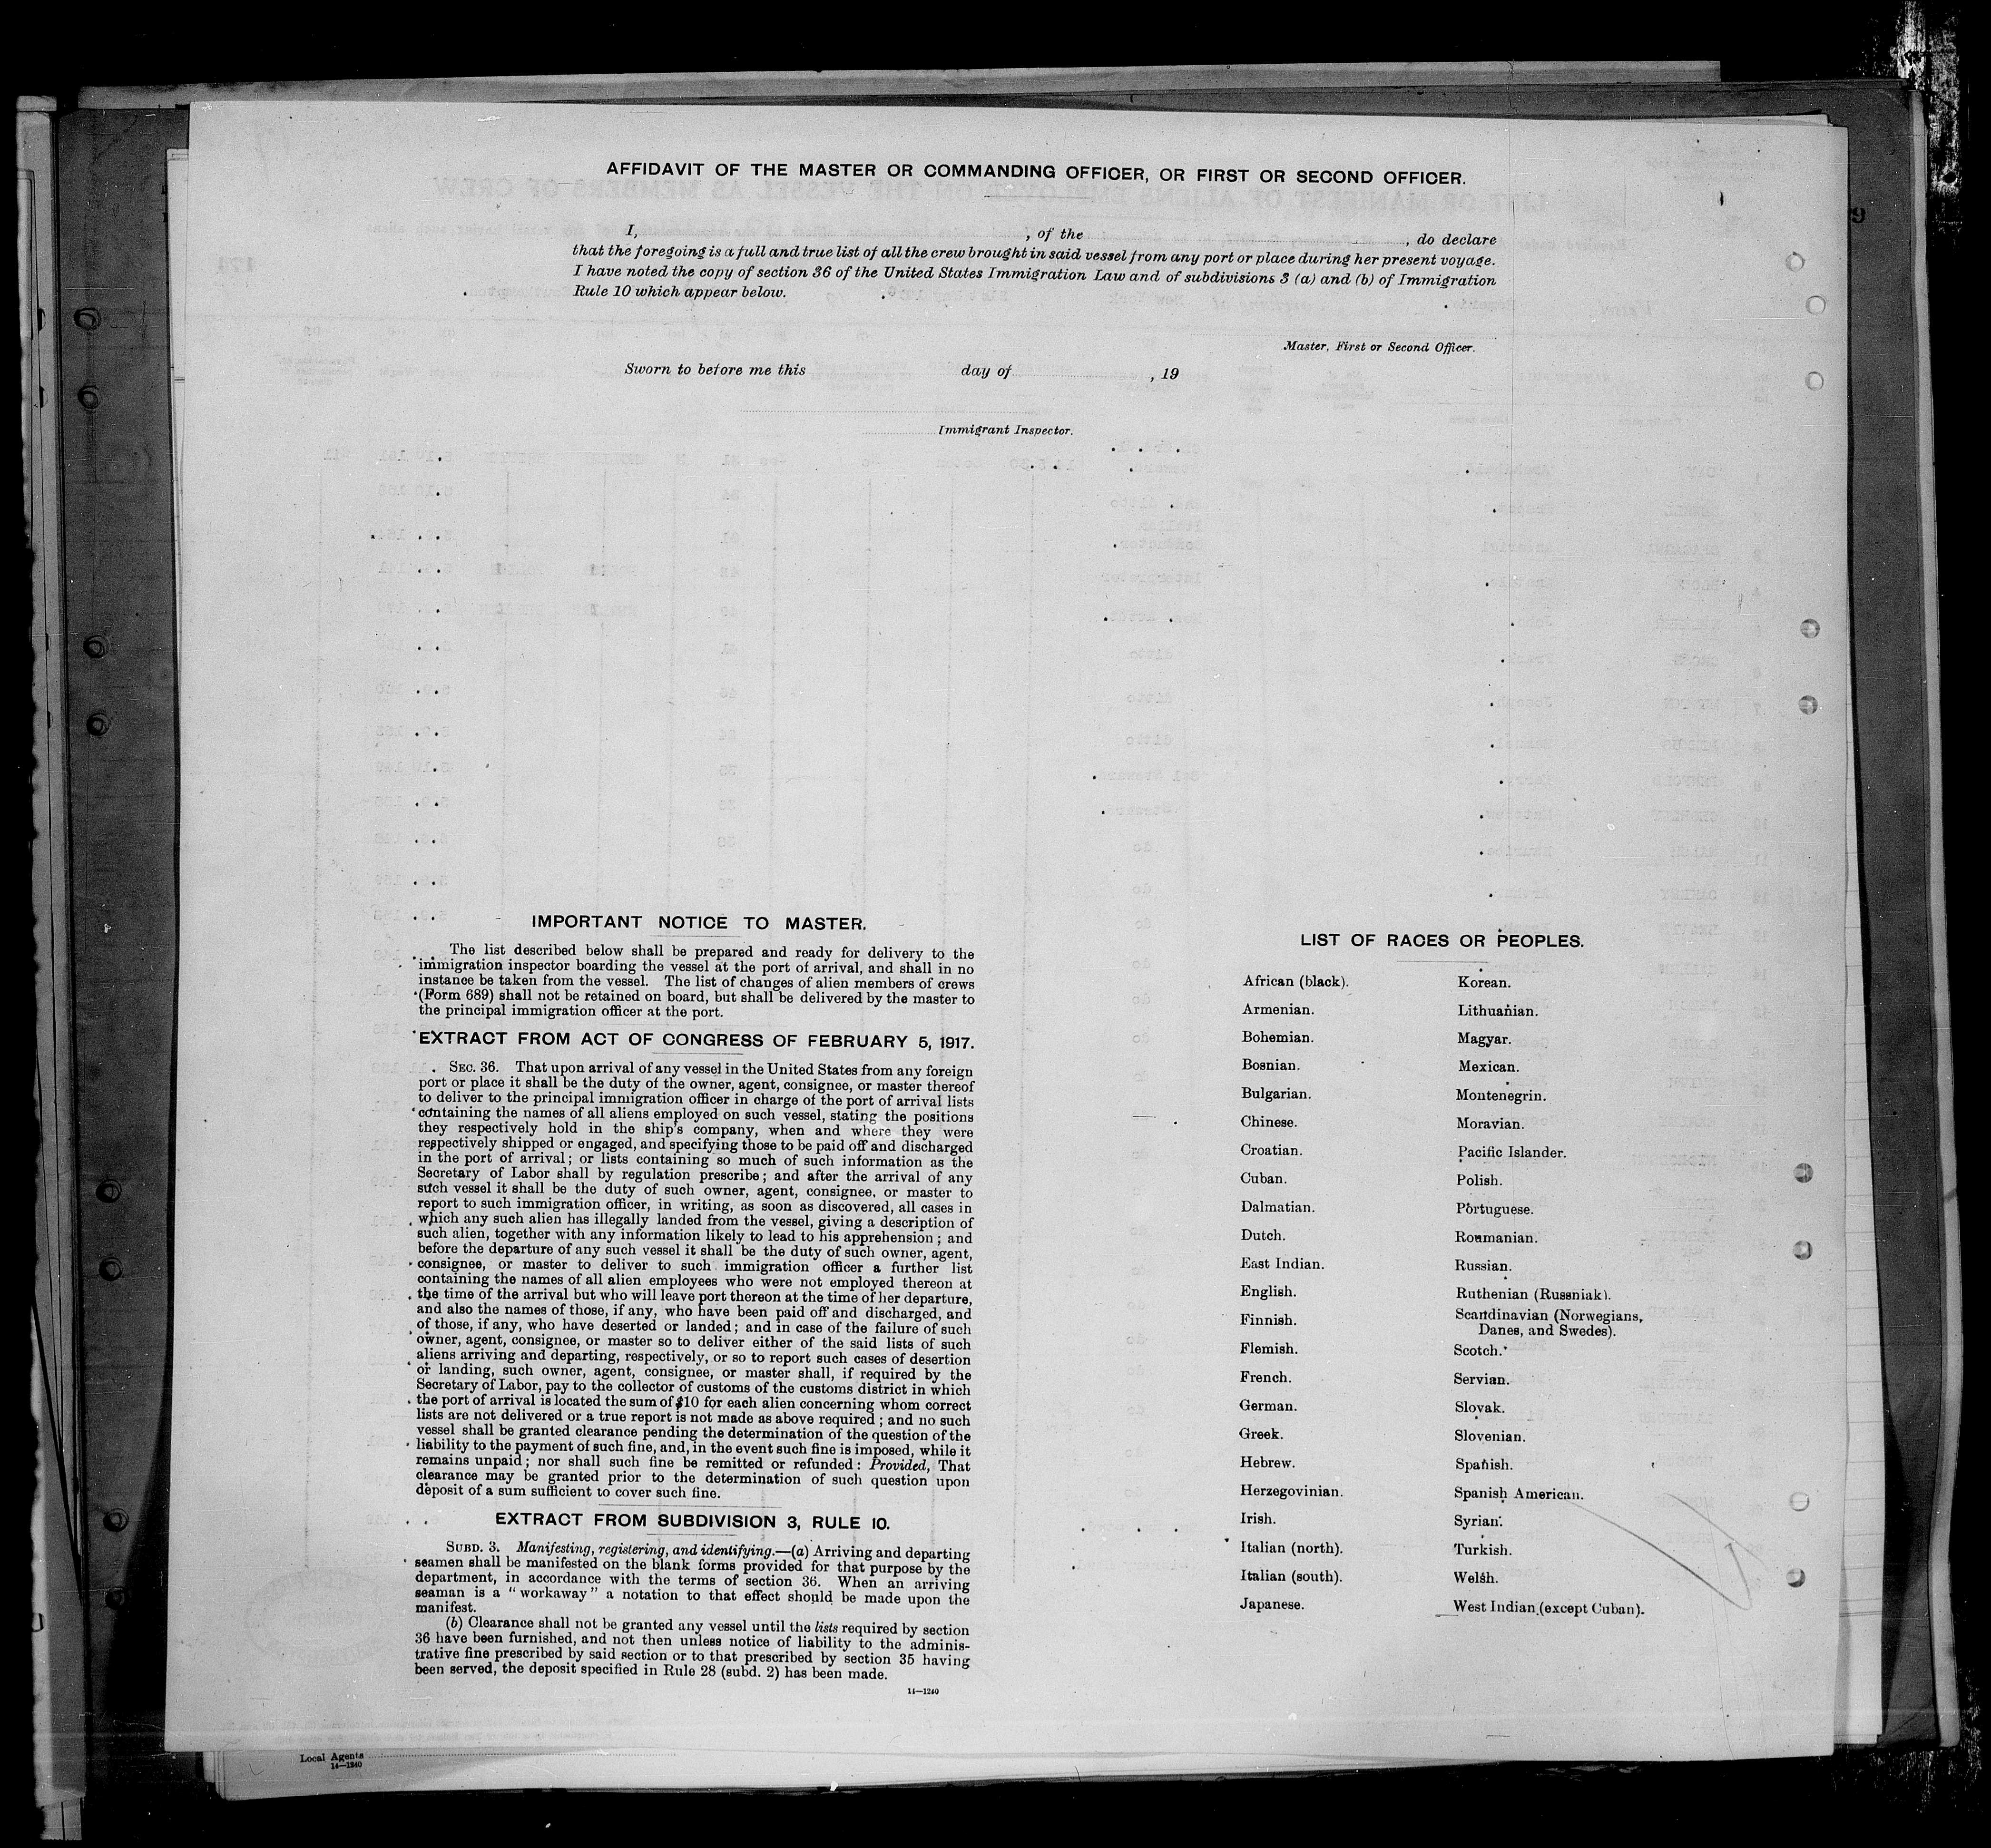 AFFIDAVIT OF THE MASTER OR COMMANDING OFFICER, OR FIRST OR SECOND OFFICER.
I, , of the , do declare
that the foregoing is a full and true list of all the crew brought in said vessel from any port or place during her present voyage.
I have noted the copy of section 36 of the United States Immigration Law and of subdivisions 3 (a) and (b) of Immigration
Rule 10 which appear below.
Master, First or Second Officer.
Sworn to before me this day of , 19
Immigrant Inspector.
IMPORTANT NOTICE TO MASTER.
The list described below shall be prepared and ready for delivery to the
immigration inspector boarding the vessel at the port of arrival, and shall in no
instance be taken from the vessel. The list of changes of alien members of crews
(Form 689) shall not be retained on board, but shall be delivered by the master to
the principal immigration officer at the port.
EXTRACT FROM ACT OF CONGRESS OF FEBRUARY 5, 1917.
SEC. 36. That upon arrival of any vessel in the United States from any foreign
port or place it shall be the duty of the owner, agent, consignee, or master thereof
to deliver to the principal immigration officer in charge of the port of arrival lists
containing the names of all aliens employed on such vessel, stating the positions
they respectively hold in the ship's company, when and where they were
respectively shipped or engaged, and specifying those to be paid off and discharged
in the port of arrival; or lists containing so much of such information as the
Secretary of Labor shall by regulation prescribe; and after the arrival of any
such vessel it shall be the duty of such owner, agent, consignee, or master to
report to such immigration officer, in writing, as soon as discovered, all cases in
which any such alien has illegally landed from the vessel, giving a description of
such alien, together with any information likely to lead to his apprehension; and
before the departure of any such vessel it shall be the duty of such owner, agent,
consignee, or master to deliver to such immigration officer a further list
containing the names of all alien employees who were not employed thereon at
the time of the arrival but who will leave port thereon at the time of her departure,
and also the names of those, if any, who have been paid off and discharged, and
of those, if any, who have deserted or landed; and in case of the failure of such
owner, agent, consignee, or master so to deliver either of the said lists of such
aliens arriving and departing, respectively, or so to report such cases of desertion
or landing, such owner, agent, consignee, or master shall, if required by the
Secretary of Labor, pay to the collector of customs of the customs district in which
the port of arrival is located the sum of $10 for each alien concerning whom correct
lists are not delivered or a true report is not made as above required; and no such
vessel shall be granted clearance pending the determination of the question of the
liability to the payment of such fine, and, in the event such fine is imposed, while it
remains unpaid; nor shall such fine be remitted or refunded: Provided, That
clearance may be granted prior to the determination of such question upon
deposit of a sum sufficient to cover such fine.
EXTRACT FROM SUBDIVISION 3, RULE 10.
SUBD. 3. Manifesting, registering, and identifying.—(a) Arriving and departing
seamen shall be manifested on the blank forms provided for that purpose by the
department, in accordance with the terms of section 36. When an arriving
seaman is a "workaway" a notation to that effect should be made upon the
manifest.
(b) Clearance shall not be granted any vessel until the lists required by section
36 have been furnished, and not then unless notice of liability to the adminis-
trative fine prescribed by said section or to that prescribed by section 35 having
been served, the deposit specified in Rule 28 (subd. 2) has been made.
14—1240
LIST OF RACES OR PEOPLES.
African (black).
Armenian.
Bohemian.
Bosnian.
Bulgarian.
Chinese.
Croatian.
Cuban.
Dalmatian.
Dutch.
East Indian.
English.
Finnish.
Flemish.
French.
German.
Greek.
Hebrew.
Herzegovinian.
Irish.
Italian (north).
Italian (south).
Japanese.
Korean.
Lithuanian.
Magyar.
Mexican.
Montenegrin.
Moravian.
Pacific Islander.
Polish.
Portuguese.
Roumanian.
Russian.
Ruthenian (Russniak).
Scandinavian (Norwegians,
Danes, and Swedes).
Scotch.
Servian.
Slovak.
Slovenian.
Spanish.
Spanish American.
Syrian.
Turkish.
Welsh.
West Indian (except Cuban).
Local Agents
14—1240
9